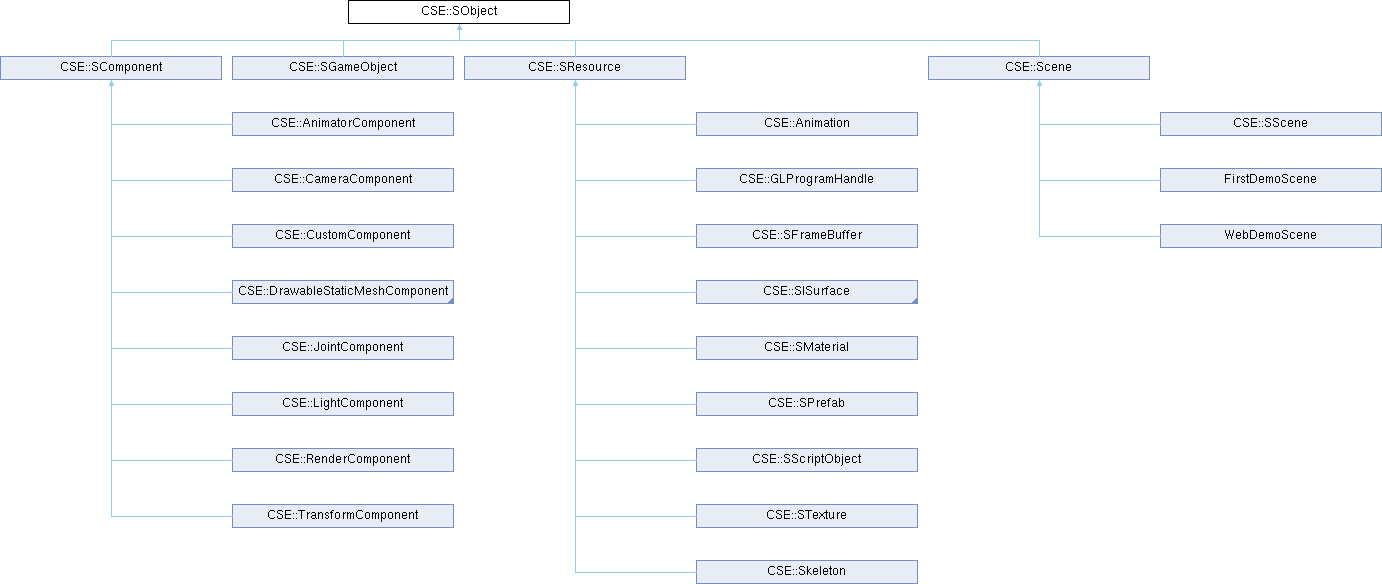 CSE::SObject
CSE::SComponent
CSE::SGameObject
CSE::SResource
CSE::Scene
CSE::AnimatorComponent
CSE::Animation
CSE::SScene
CSE::CameraComponent
CSE::GLProgramHandle
FirstDemoScene
CSE::CustomComponent
CSE::SFrameBuffer
WebDemoScene
CSE::DrawableStaticMeshComponent
CSE::SISurface
CSE::JointComponent
CSE::SMaterial
CSE::LightComponent
CSE::SPrefab
CSE::RenderComponent
CSE::SScriptObject
CSE::TransformComponent
CSE::STexture
CSE::Skeleton